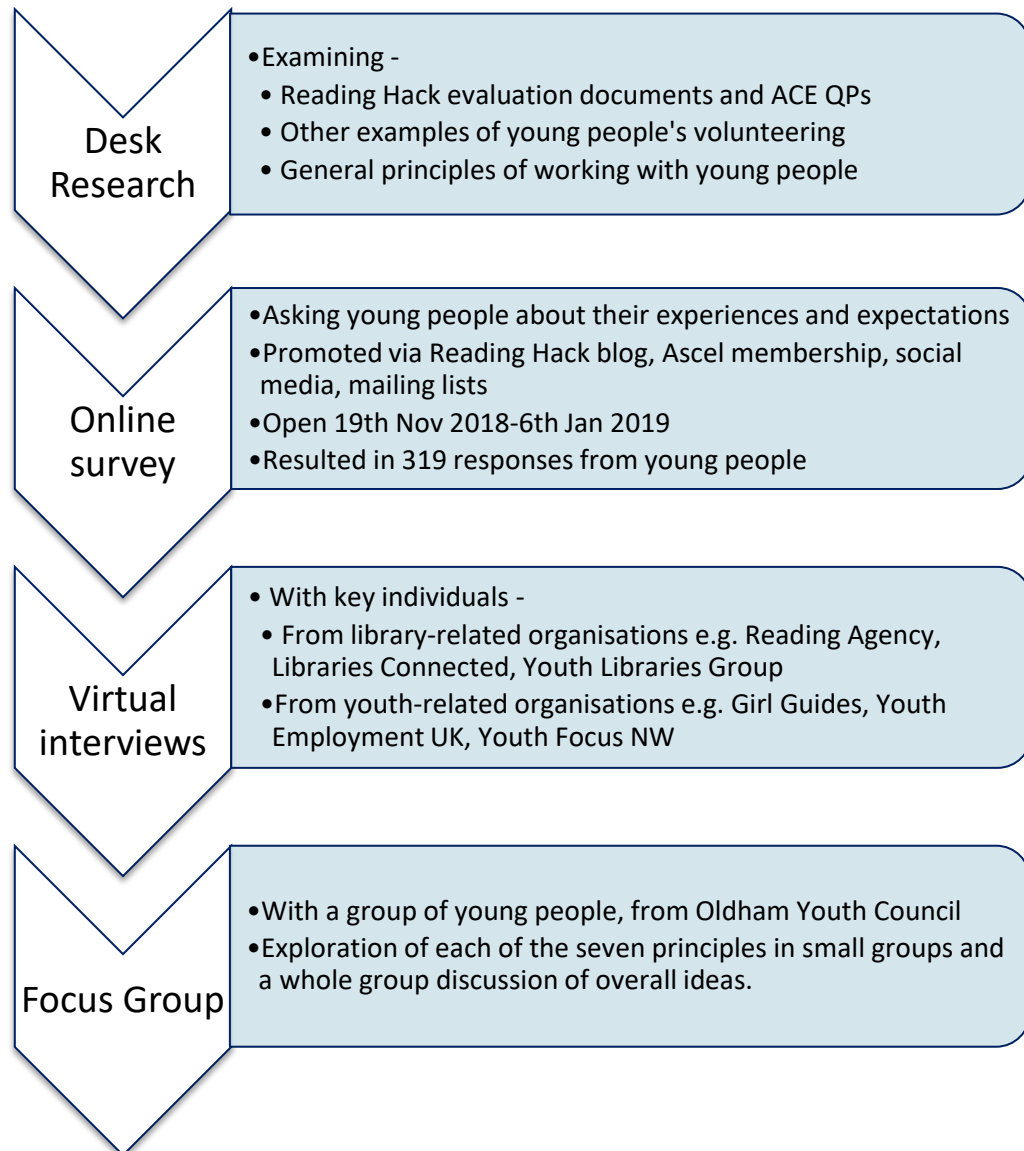 Desk
Research
•Examining -
• Reading Hack evaluation documents and ACE QPs
• Other examples of young people's volunteering
• General principles of working with young people
Online
survey
•Asking young people about their experiences and expectations
•Promoted via Reading Hack blog, Ascel membership, social
media, mailing lists
•Open 19th Nov 2018-6th Jan 2019
•Resulted in 319 responses from young people
Virtual
interviews
• With key individuals -
• From library-related organisations e.g. Reading Agency,
Libraries Connected, Youth Libraries Group
•From youth-related organisations e.g. Girl Guides, Youth
Employment UK, Youth Focus NW
Focus Group
•With a group of young people, from Oldham Youth Council
•Exploration of each of the seven principles in small groups and
a whole group discussion of overall ideas.